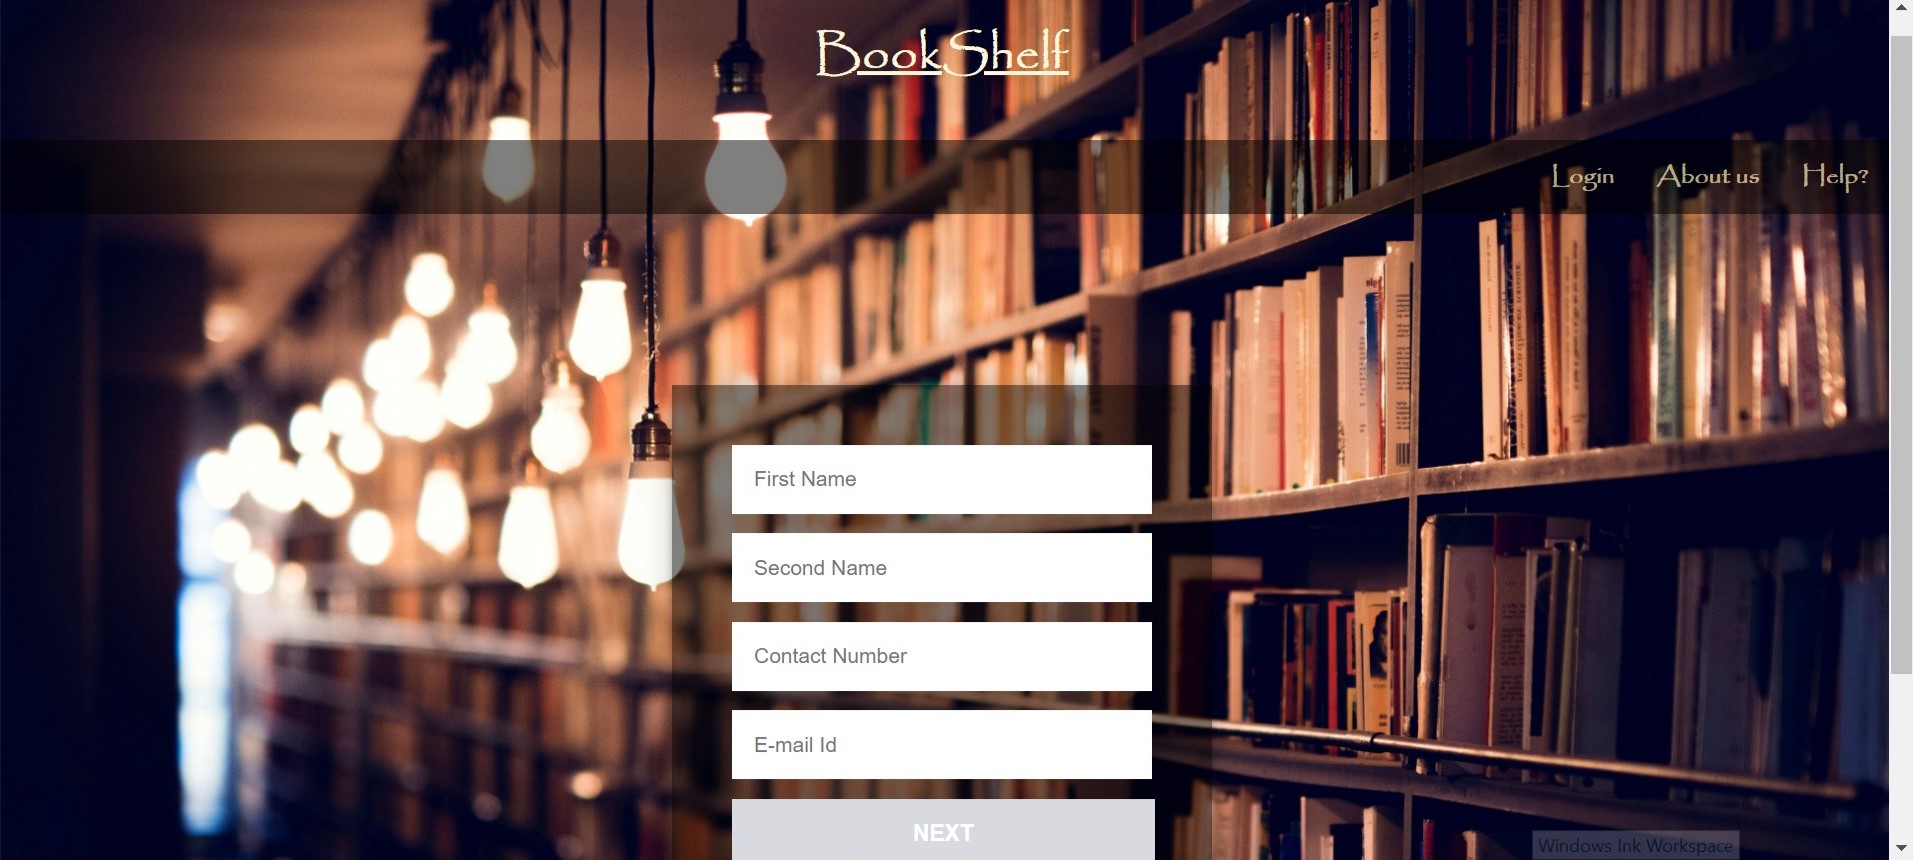 BookShelf
Login About us Help?
First Name
Second Name
Contact Number
E-mail Id
NEXT
Windows Ink Workspace